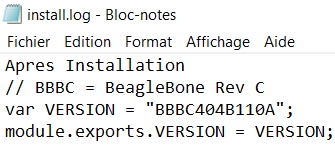 install.log - Bloc-notes
Fichier Edition Format Affichage Aide
Apres Installation
// BBBC = BeagleBone Rev C
var VERSION = "BBBC404B110A";
module.exports.VERSION = VERSION;